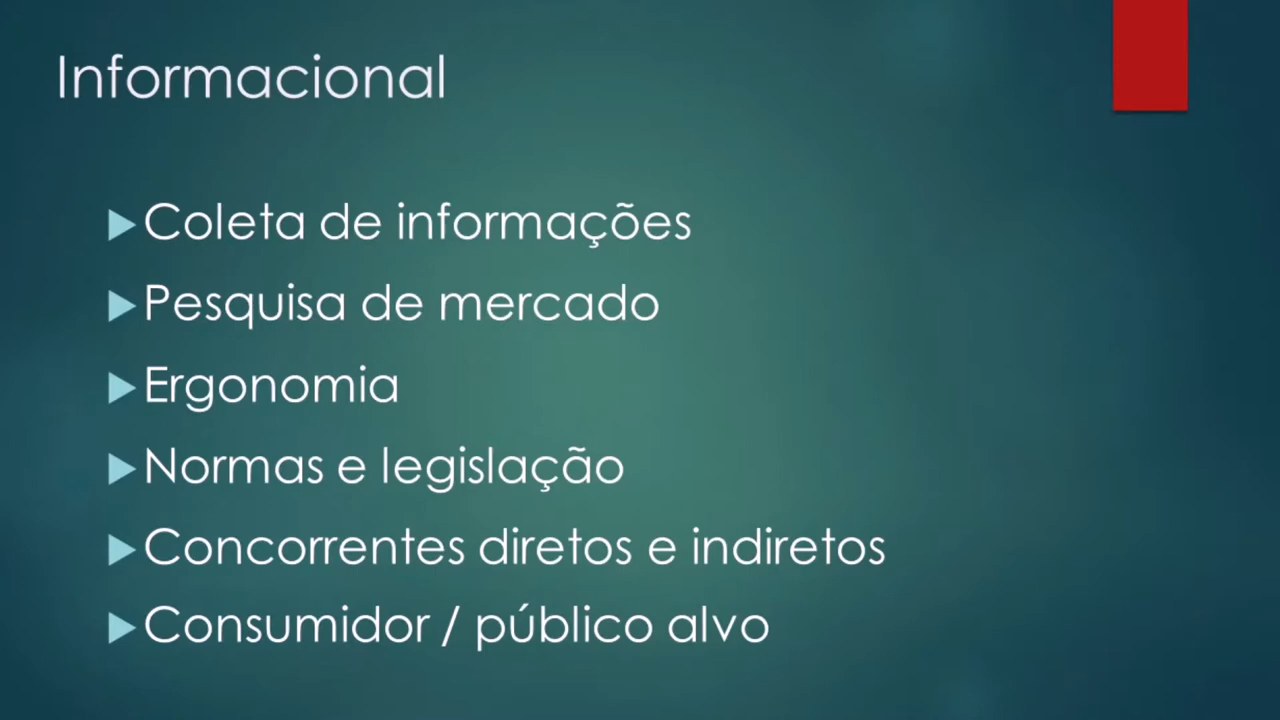 Informacional
Coleta de informações
Pesquisa de mercado
Ergonomia
Normas e legislação
Concorrentes diretos e indiretos
Consumidor / público alvo